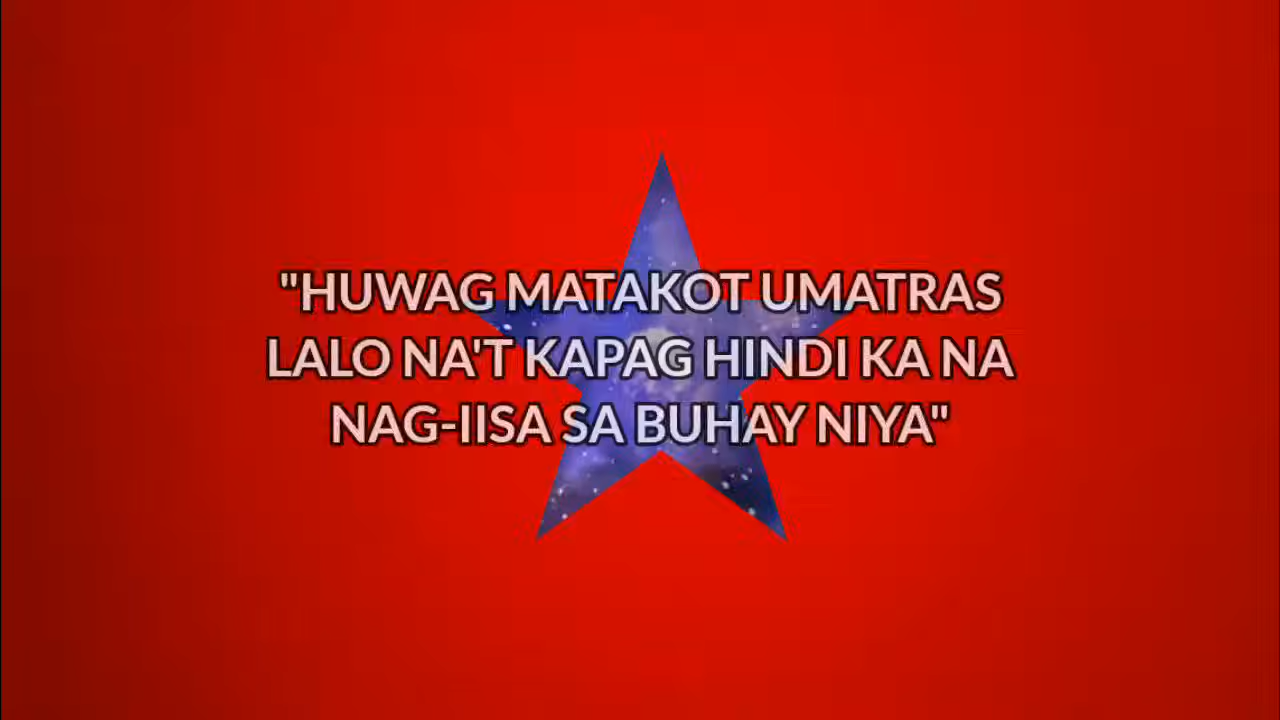 "HUWAG MATAKOT UMATRAS
LALO NA'T KAPAG HINDI KA NA
NAG-IISA SA BUHAY NIYA"